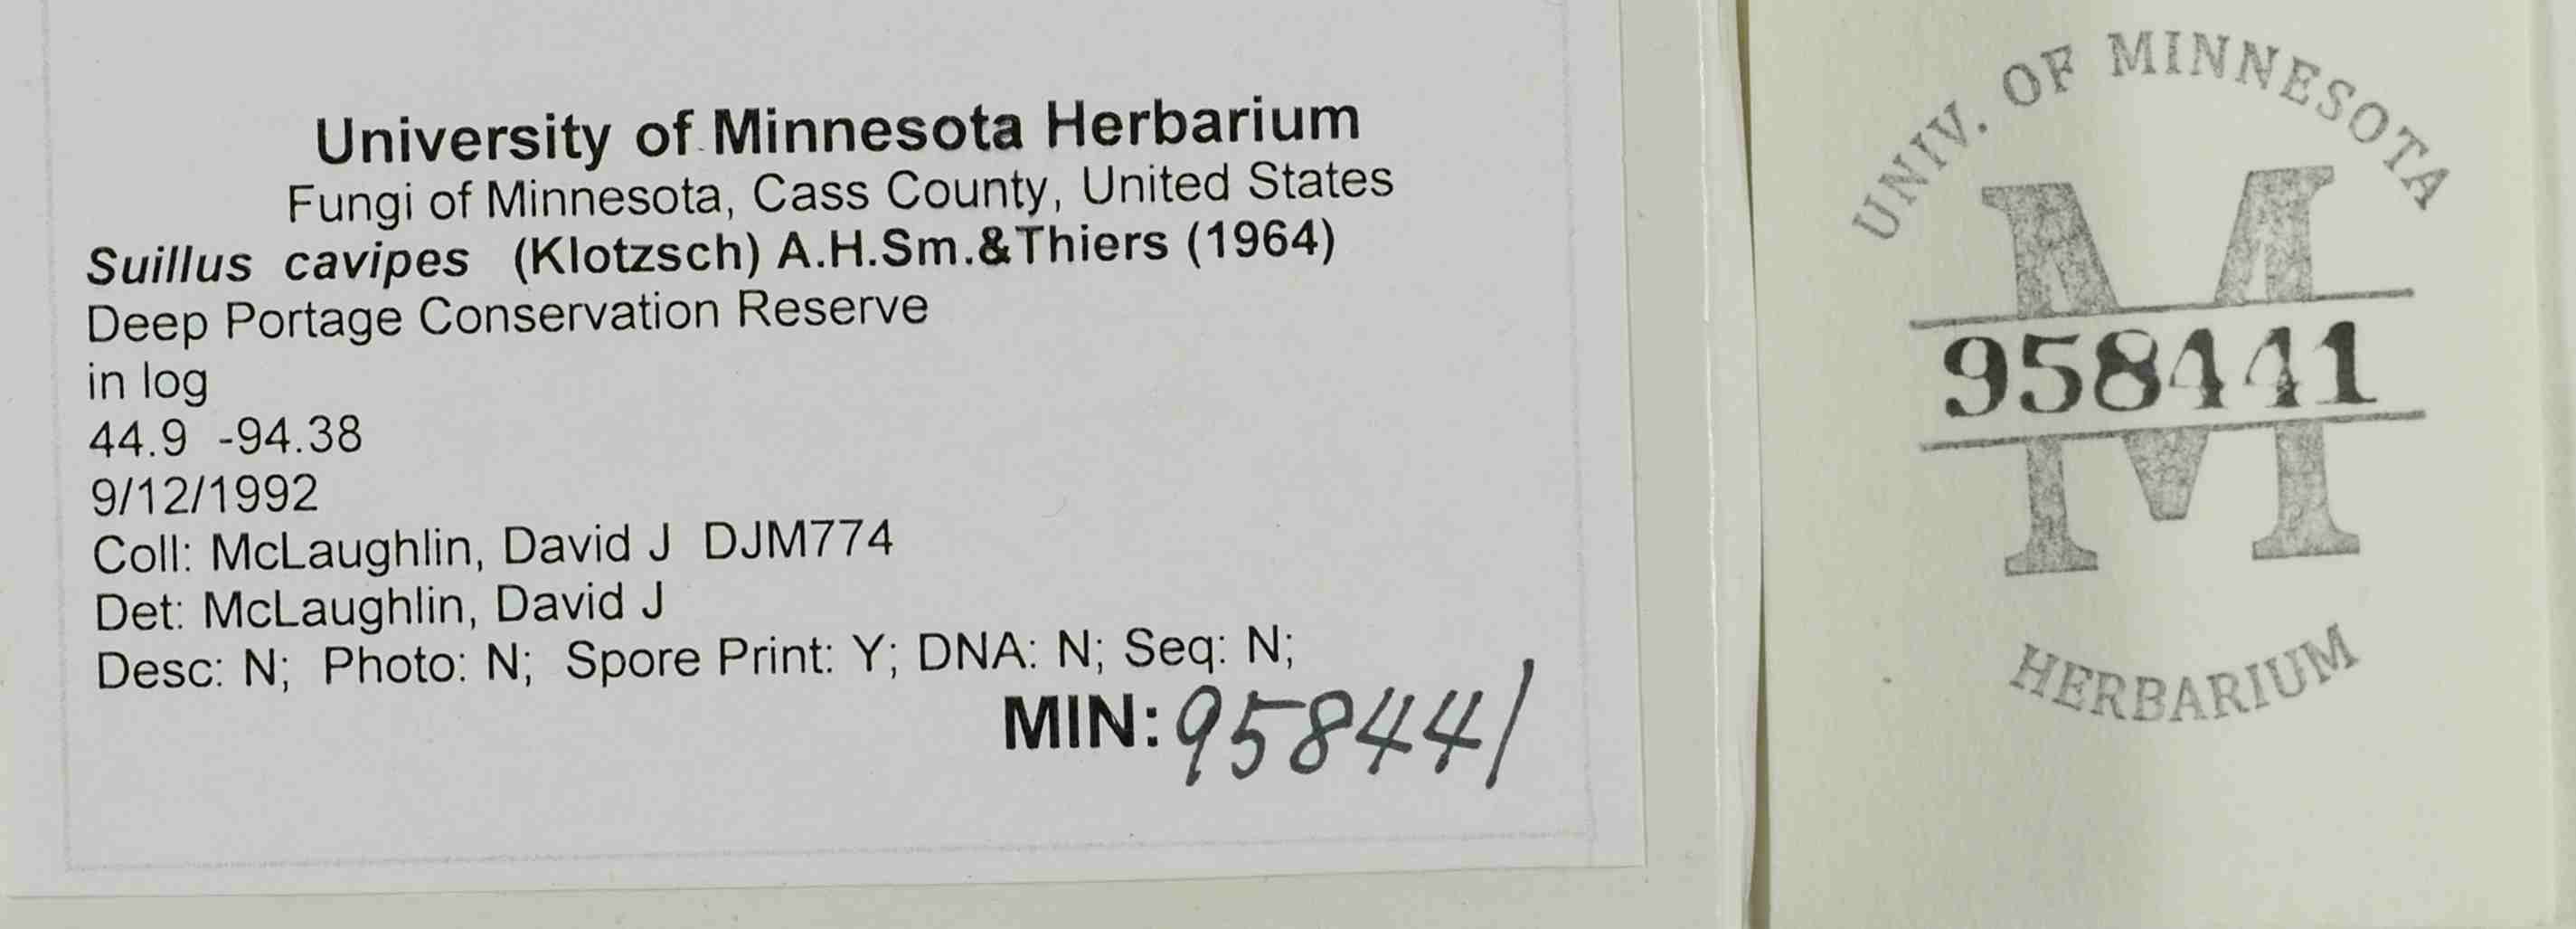 University of Minnesota Herbarium
Fungi of Minnesota, Cass County, United States
Suillus cavipes (Klotzsch) A.H.Sm.&Thiers (1964)
Deep Portage Conservation Reserve
in log
44.9 -94.38
9/12/1992
Coll: McLaughlin, David J DJM774
Det: McLaughlin, David J
Desc: N; Photo: N; Spore Print: Y; DNA: N; Seq: N;
MIN: 958441
UNIV. OF MINNESOTA
M
958441
HERBARIUM